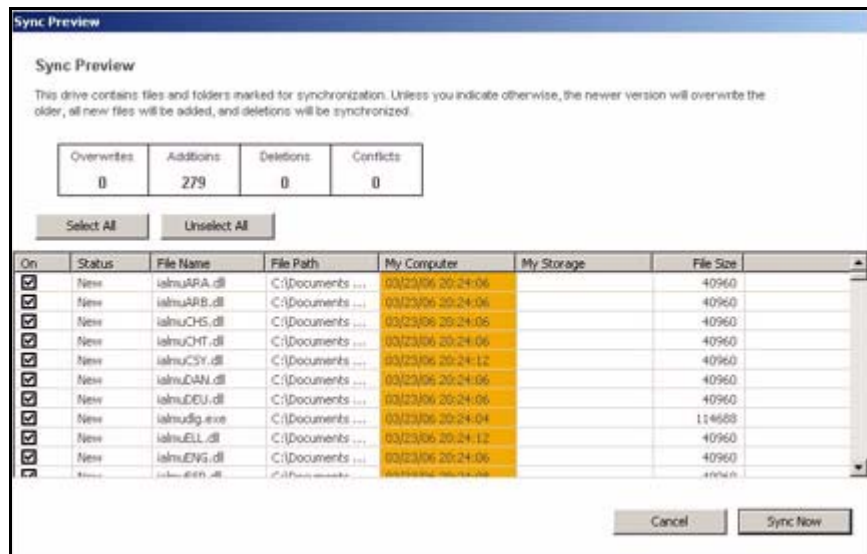 Sync Preview
Sync Preview
This drive contains files and folders marked for synchronization. Unless you indicate otherwise, the newer version will overwrite the
older, all new files will be added, and deletions will be synchronized.
Overwrites Additions Deletions Conflicts
0 279 0 0
Select All Unselect All
On Status File Name File Path My Computer My Storage File Size
New ialmuARA.dll C:\Documents ... 03/23/06 20:24:06 40960
New ialmuARB.dll C:\Documents ... 03/23/06 20:24:06 40960
New ialmuCHS.dll C:\Documents ... 03/23/06 20:24:06 40960
New ialmuCHT.dll C:\Documents ... 03/23/06 20:24:06 40960
New ialmuCSY.dll C:\Documents ... 03/23/06 20:24:12 40960
New ialmuDAN.dll C:\Documents ... 03/23/06 20:24:06 40960
New ialmuDEU.dll C:\Documents ... 03/23/06 20:24:06 40960
New ialmudlg.exe C:\Documents ... 03/23/06 20:24:04 114688
New ialmuELL.dll C:\Documents ... 03/23/06 20:24:12 40960
New ialmuENG.dll C:\Documents ... 03/23/06 20:24:06 40960
Cancel Sync Now